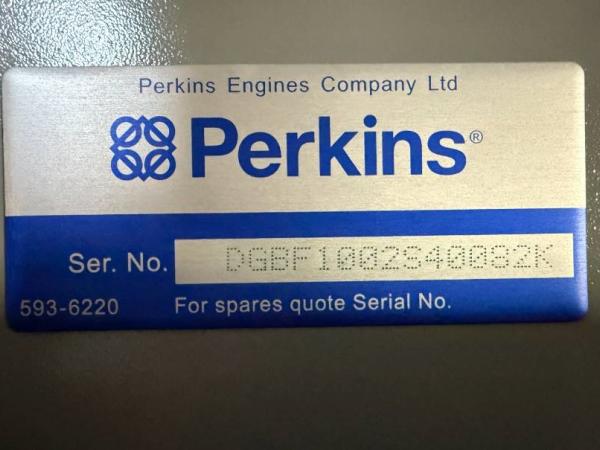 Perkins Engines Company Ltd
Perkins®
Ser. No. DGBF1002S40082K
593-6220 For spares quote Serial No.